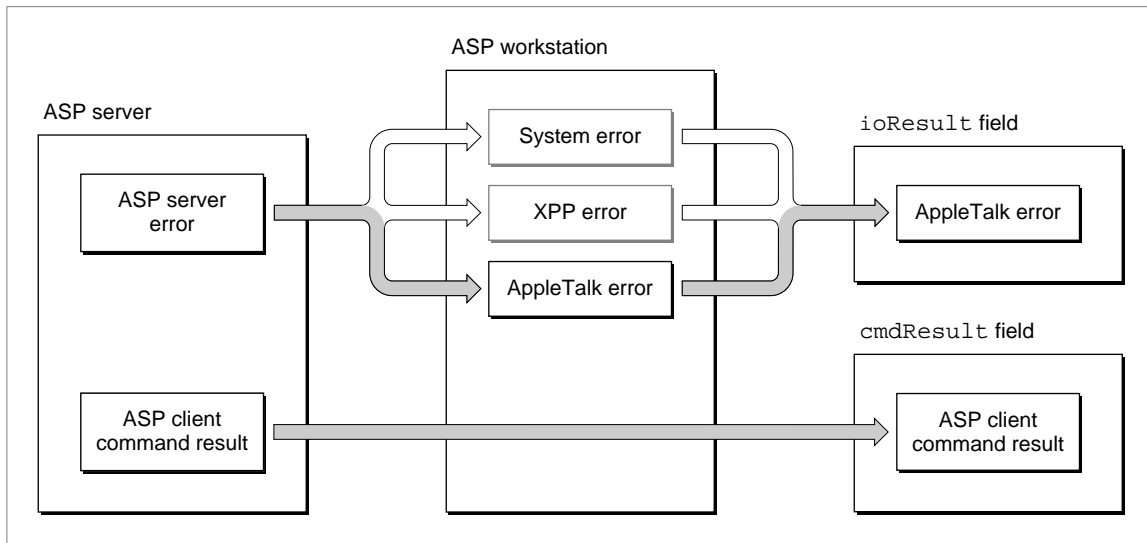 ASP workstation
ASP server
System error
ioResult field
ASP server
error
XPP error
AppleTalk error
AppleTalk error
cmdResult field
ASP client
command result
ASP client
command result